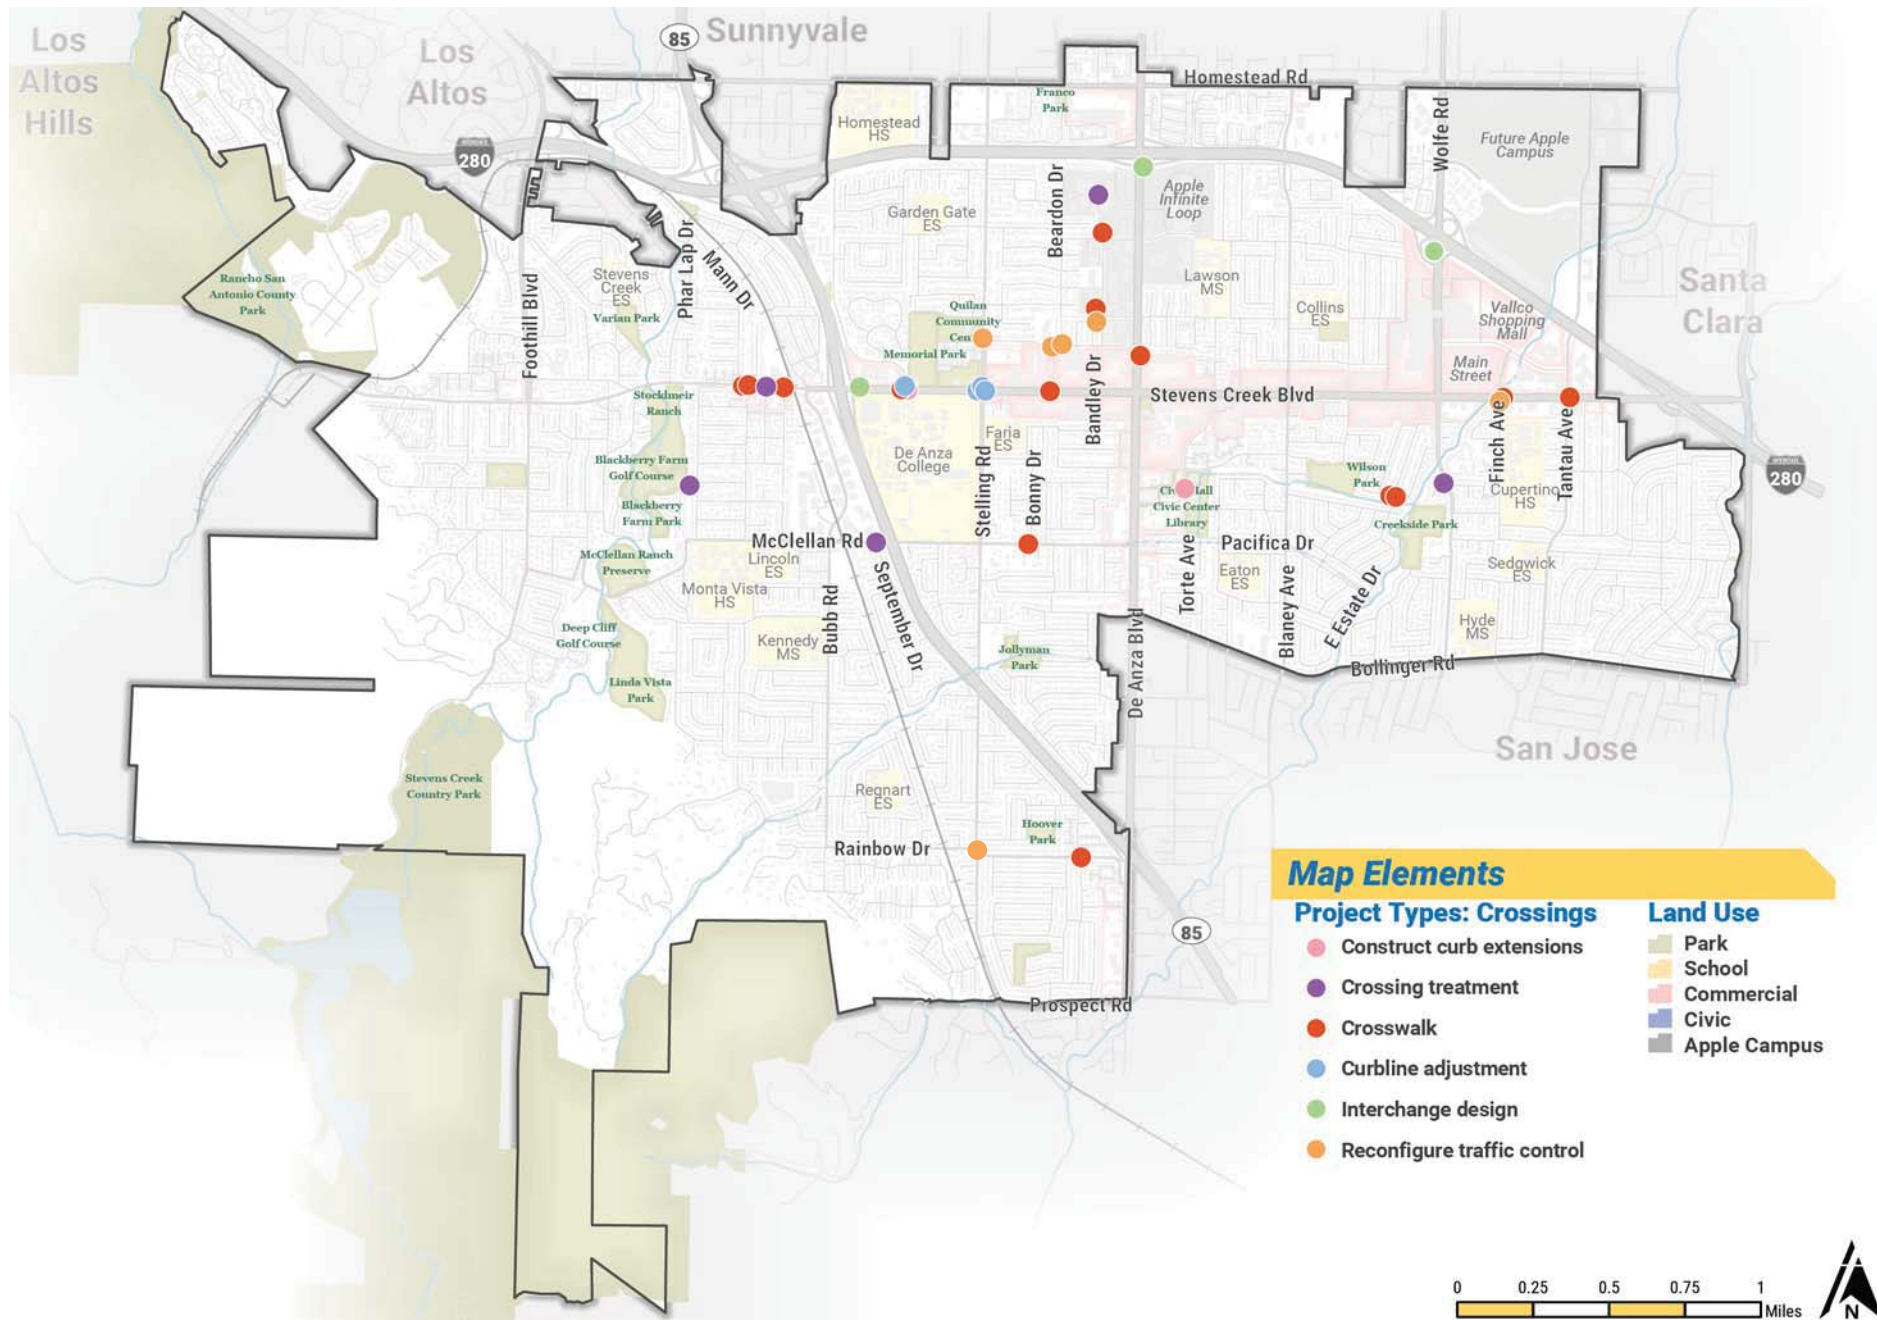 Los
Altos
Hills
Los
Altos
85
Sunnyvale
Homestead Rd
Franco
Park
Homestead
HS
INTERSTATE
280
Wolfe Rd
Future Apple
Campus
Beardon Dr
Apple
Infinite
Loop
Garden Gate
ES
Phar Lap Dr
Mann Dr
Rancho San
Antonio County
Park
Stevens
Creek
ES
Varian Park
Foothill Blvd
Lawson
MS
Collins
ES
Santa
Clara
Quilan
Community
Cen
Memorial Park
Vallco
Shopping
Mall
Main
Street
Bandley Dr
Stevens Creek Blvd
Stocklmeir
Ranch
De Anza
College
Faria
ES
Stelling Rd
Bonny Dr
Finch Ave
Tantau Ave
Blackberry Farm
Golf Course
Blackberry
Farm Park
Wilson
Park
Cupertino
HS
280
Civic Center
Library
Creekside Park
McClellan Rd
McClellan Ranch
Preserve
Lincoln
ES
Monta Vista
HS
Pacifica Dr
Torte Ave
Eaton
ES
Blaney Ave
E Estate Dr
Sedgwick
ES
Bubb Rd
September Dr
De Anza Blvd
Hyde
MS
Deep Cliff
Golf Course
Kennedy
MS
Jollyman
Park
Bollinger Rd
Linda Vista
Park
San Jose
Stevens Creek
Country Park
Regnart
ES
Hoover
Park
Rainbow Dr
85
Prospect Rd
Map Elements
Project Types: Crossings
Construct curb extensions
Crossing treatment
Crosswalk
Curbline adjustment
Interchange design
Reconfigure traffic control
Land Use
Park
School
Commercial
Civic
Apple Campus
0 0.25 0.5 0.75 1
Miles
N